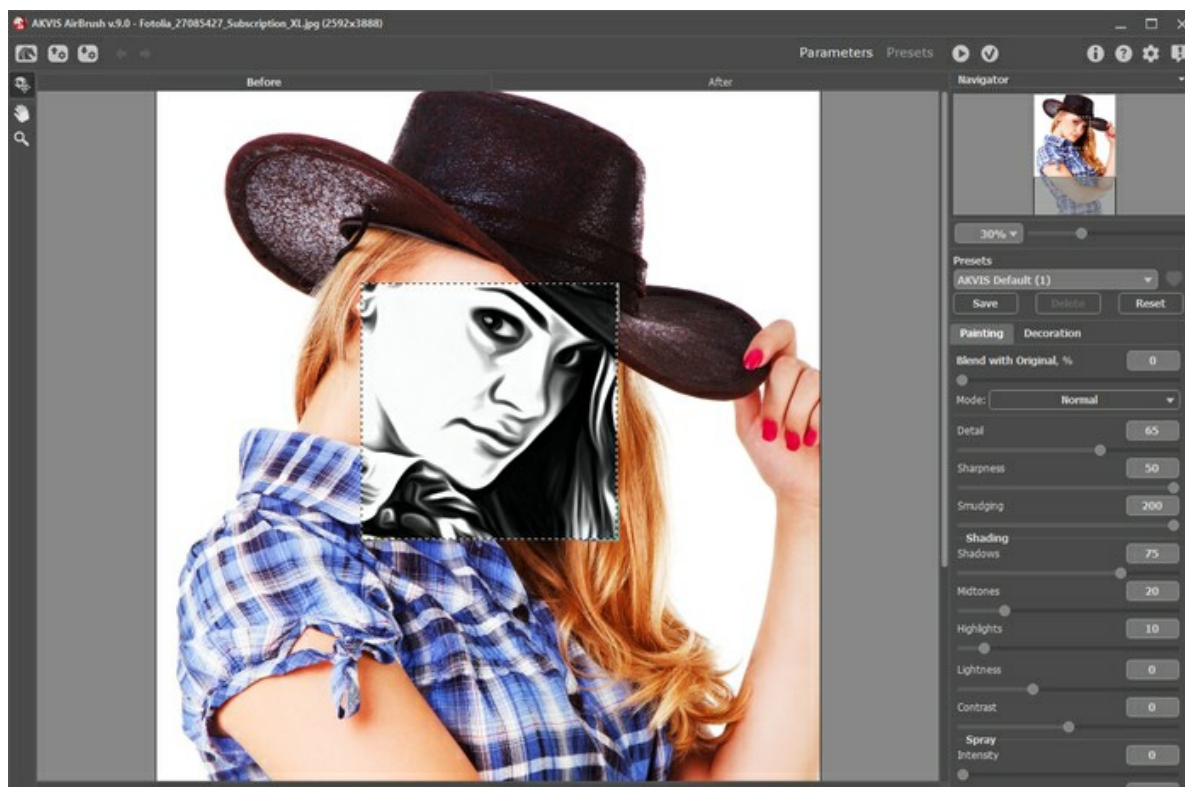 AKVIS AirBrush v.9.0 - Fotolia_27085427_Subscription_XL.jpg (2592x3888)
Parameters Presets
Before After
Navigator
30%
Presets
AKVIS Default (1)
Save Delete Reset
Painting Decoration
Blend with Original, % 0
Mode: Normal
Detail 65
Sharpness 50
Smudging 200
Shading
Shadows 75
Midtones 20
Highlights 10
Lightness 0
Contrast 0
Spray
Intensity 0